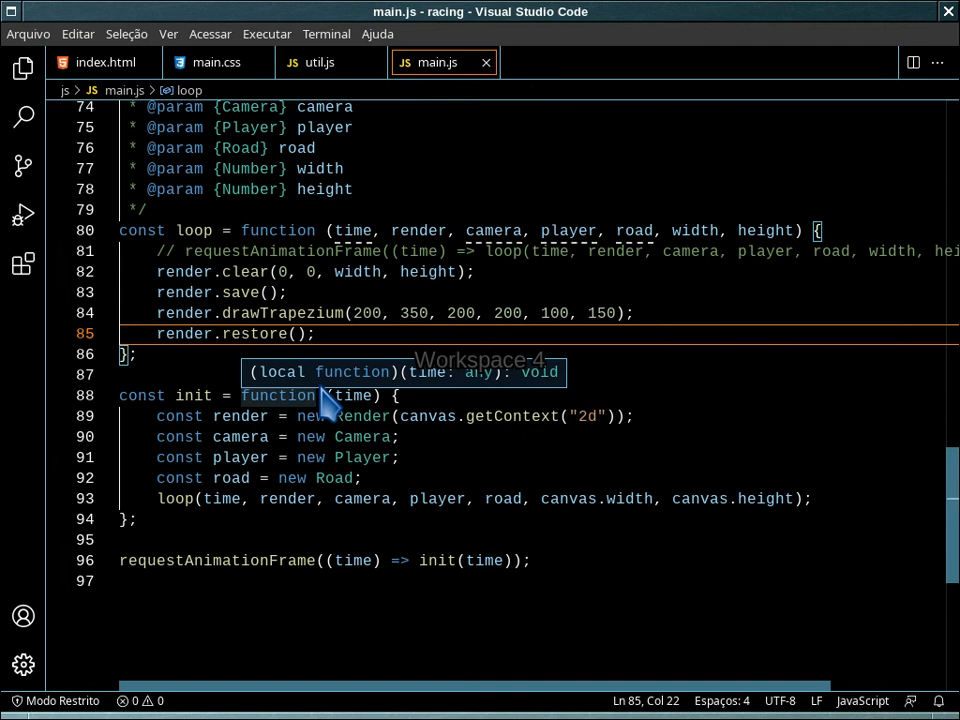 main.js - racing - Visual Studio Code
Arquivo Editar Seleção Ver Acessar Executar Terminal Ajuda
index.html main.css JS util.js JS main.js
js > JS main.js > loop
74 * @param {Camera} camera
75 * @param {Player} player
76 * @param {Road} road
77 * @param {Number} width
78 * @param {Number} height
79 */
80 const loop = function (time, render, camera, player, road, width, height) {
81 // requestAnimationFrame((time) => loop(time, render, camera, player, road, width, hei
82 render.clear(0, 0, width, height);
83 render.save();
84 render.drawTrapezium(200, 350, 200, 200, 100, 150);
85 render.restore();
86 };
Workspace 4
87
(local function)(time: any): void
88 const init = function (time) {
89 const render = new Render(canvas.getContext("2d"));
90 const camera = new Camera;
91 const player = new Player;
92 const road = new Road;
93 loop(time, render, camera, player, road, canvas.width, canvas.height);
94 };
95
96 requestAnimationFrame((time) => init(time));
97
Modo Restrito 0 0 Ln 85, Col 22 Espaços: 4 UTF-8 LF JavaScript